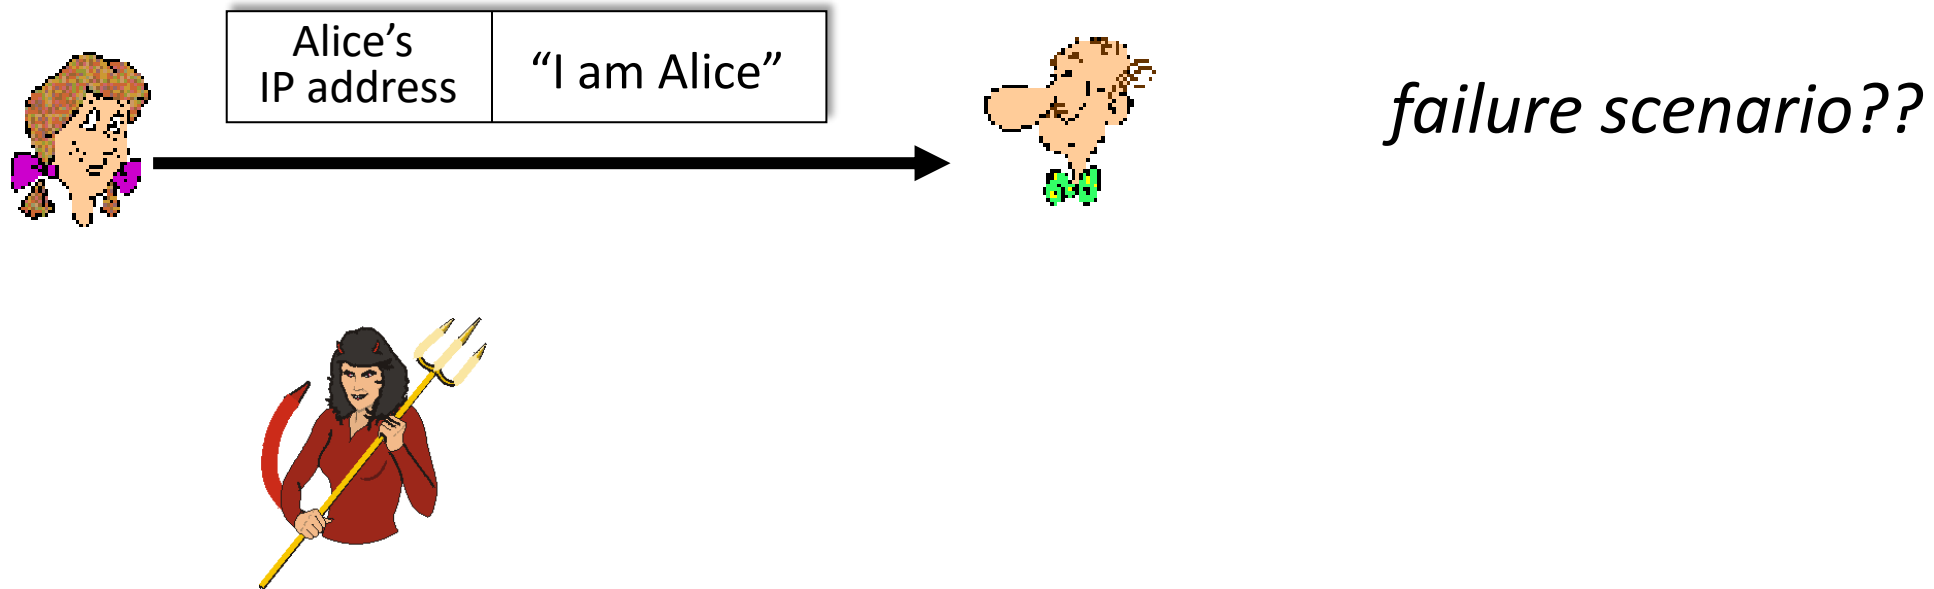 Alice’s
IP address
“I am Alice”
failure scenario??